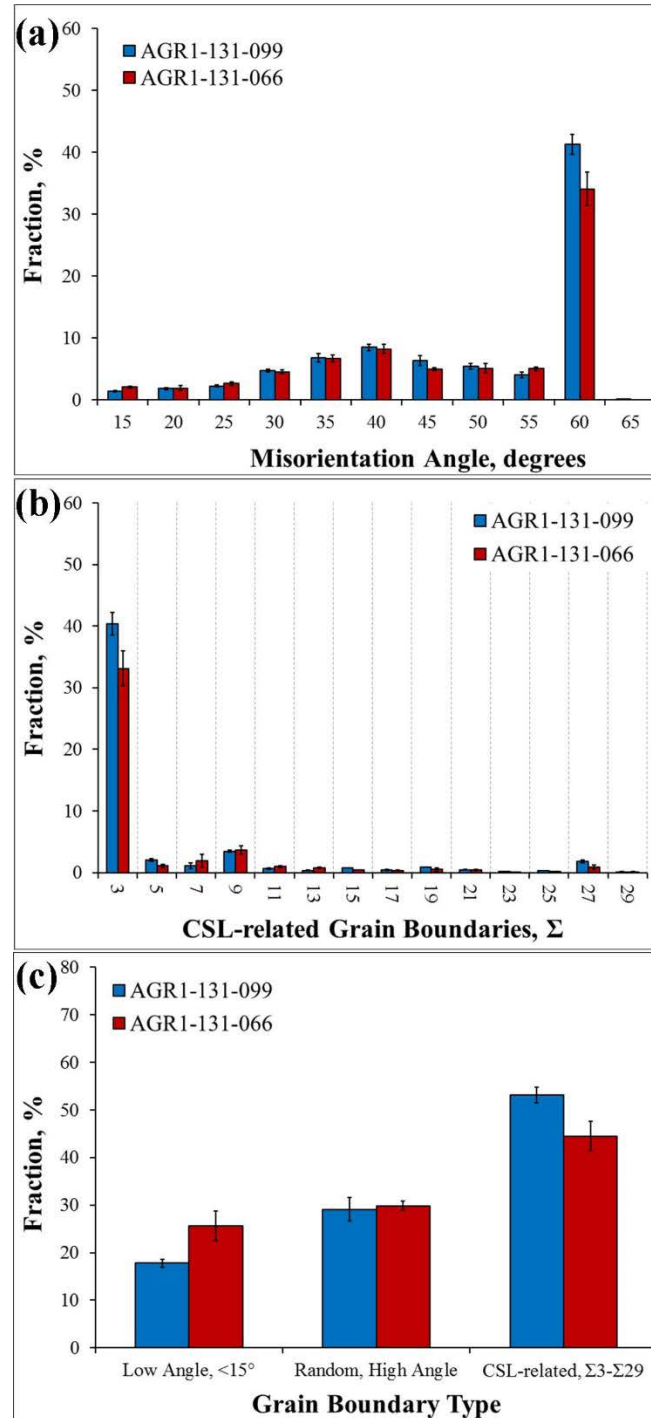 (a)
AGR1-131-099
AGR1-131-066
60
50
40
30
20
10
0
Fraction, %
15 20 25 30 35 40 45 50 55 60 65
Misorientation Angle, degrees
(b)
AGR1-131-099
AGR1-131-066
60
50
40
30
20
10
0
Fraction, %
3 5 7 9 11 13 15 17 19 21 23 25 27 29
CSL-related Grain Boundaries, Σ
(c)
AGR1-131-099
AGR1-131-066
80
70
60
50
40
30
20
10
0
Fraction, %
Low Angle, <15° Random, High Angle CSL-related, Σ3-Σ29
Grain Boundary Type